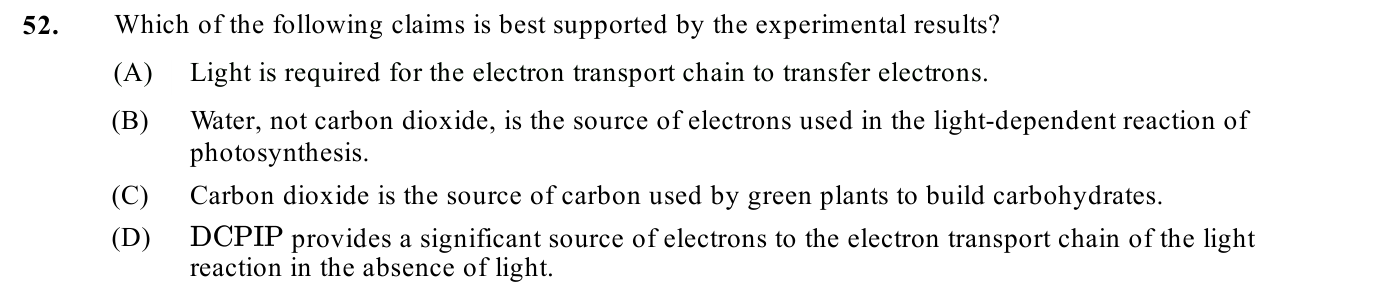 52. Which of the following claims is best supported by the experimental results?
(A) Light is required for the electron transport chain to transfer electrons.
(B) Water, not carbon dioxide, is the source of electrons used in the light-dependent reaction of
photosynthesis.
(C) Carbon dioxide is the source of carbon used by green plants to build carbohydrates.
(D) DCPIP provides a significant source of electrons to the electron transport chain of the light
reaction in the absence of light.